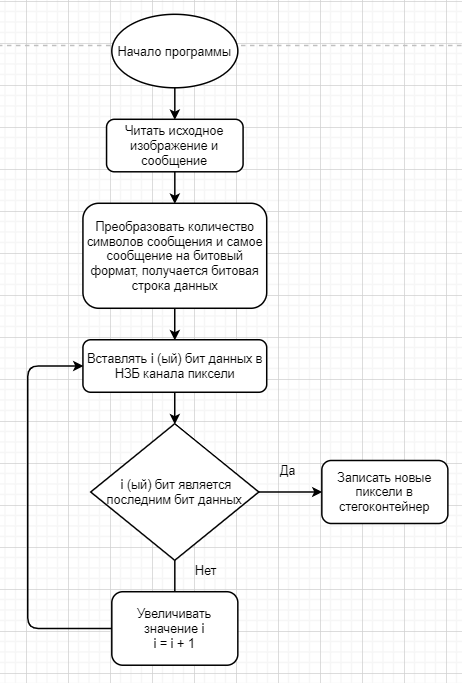 Начало программы
Читать исходное
изображение и
сообщение
Преобразовать количество
символов сообщения и самое
сообщение на битовый
формат, получается битовая
строка данных
Вставлять i (ый) бит данных в
НЗБ канала пиксели
i (ый) бит является
последним бит данных
Да
Записать новые
пиксели в
стегоконтейнер
Нет
Увеличивать
значение i
i = i + 1